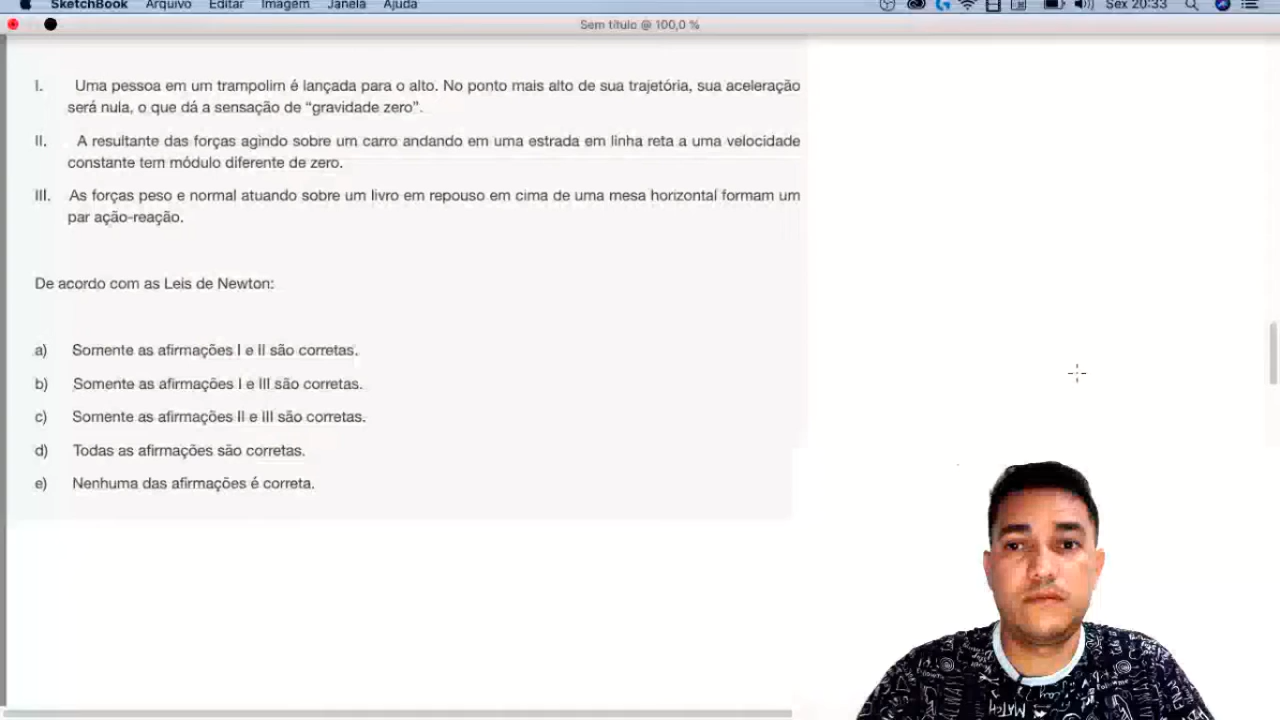 SketchBook Arquivo Editar Imagem Janela Ajuda Sex 20:33
Sem título @ 100,0 %
I. Uma pessoa em um trampolim é lançada para o alto. No ponto mais alto de sua trajetória, sua aceleração
será nula, o que dá a sensação de “gravidade zero”.
II. A resultante das forças agindo sobre um carro andando em uma estrada em linha reta a uma velocidade
constante tem módulo diferente de zero.
III. As forças peso e normal atuando sobre um livro em repouso em cima de uma mesa horizontal formam um
par ação-reação.
De acordo com as Leis de Newton:
a) Somente as afirmações I e II são corretas.
b) Somente as afirmações I e III são corretas.
c) Somente as afirmações II e III são corretas.
d) Todas as afirmações são corretas.
e) Nenhuma das afirmações é correta.
MATCH